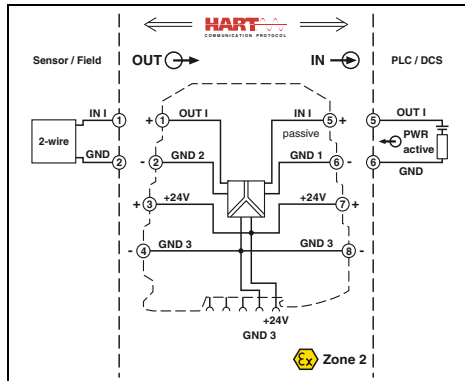 HART
COMMUNICATION PROTOCOL
Sensor / Field
OUT
IN
PLC / DCS
IN I
1
+
1
OUT I
IN I
5
+
5
OUT I
2-wire
passive
PWR
active
GND
2
-
2
GND 2
GND 1
6
-
6
GND
+
3
+24V
+24V
7
+
-
4
GND 3
GND 3
8
-
+24V
GND 3
Ex
Zone 2